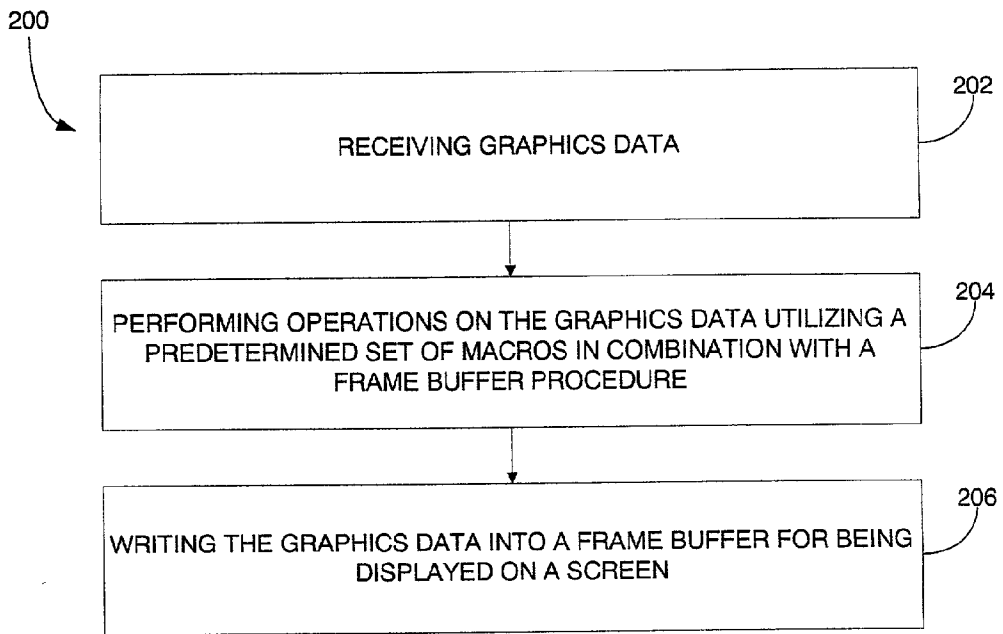 200
202
RECEIVING GRAPHICS DATA
204
PERFORMING OPERATIONS ON THE GRAPHICS DATA UTILIZING A
PREDETERMINED SET OF MACROS IN COMBINATION WITH A
FRAME BUFFER PROCEDURE
206
WRITING THE GRAPHICS DATA INTO A FRAME BUFFER FOR BEING
DISPLAYED ON A SCREEN